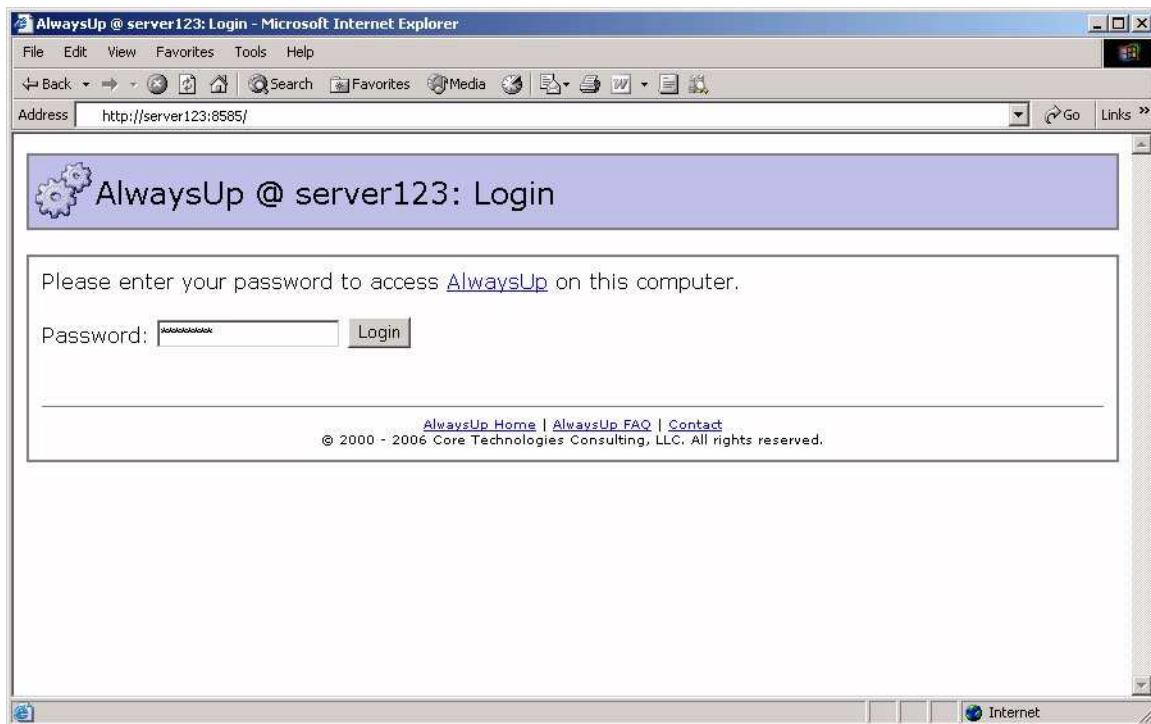 AlwaysUp @ server123: Login - Microsoft Internet Explorer
File Edit View Favorites Tools Help
Back Search Favorites Media
Address http://server123:8585/ Go Links »
AlwaysUp @ server123: Login
Please enter your password to access AlwaysUp on this computer.
Password: ********* Login
AlwaysUp Home | AlwaysUp FAQ | Contact
© 2000 - 2006 Core Technologies Consulting, LLC. All rights reserved.
Internet